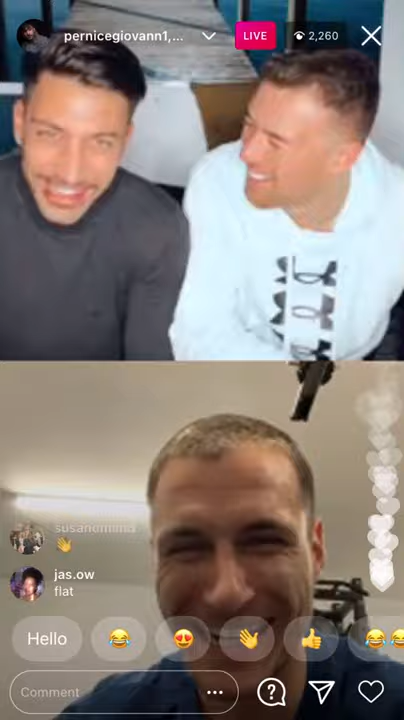 pernicegiovann1,...
LIVE
2,260
susanemma
jas.ow
flat
Hello
Comment